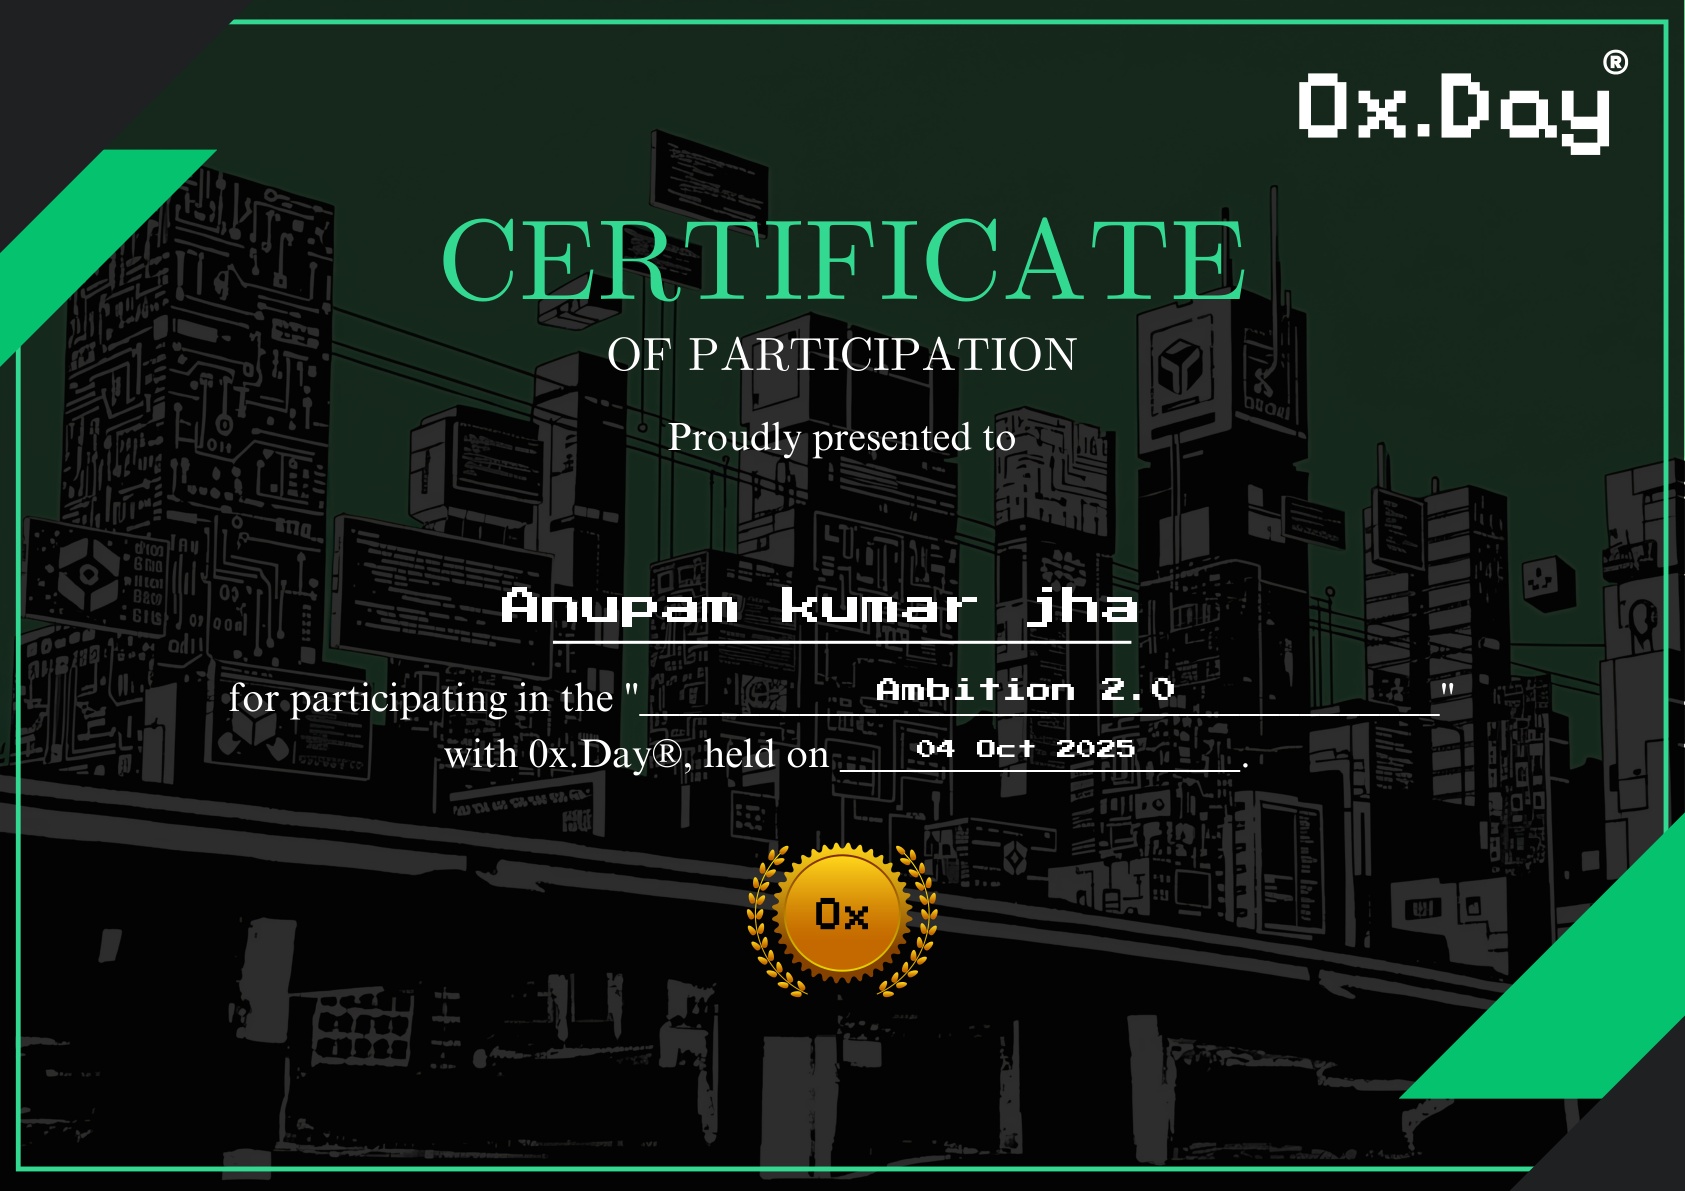 0x.Day®
CERTIFICATE
OF PARTICIPATION
Proudly presented to
Anupam kumar jha
for participating in the "Ambition 2.0"
with 0x.Day®, held on 04 Oct 2025.
0x